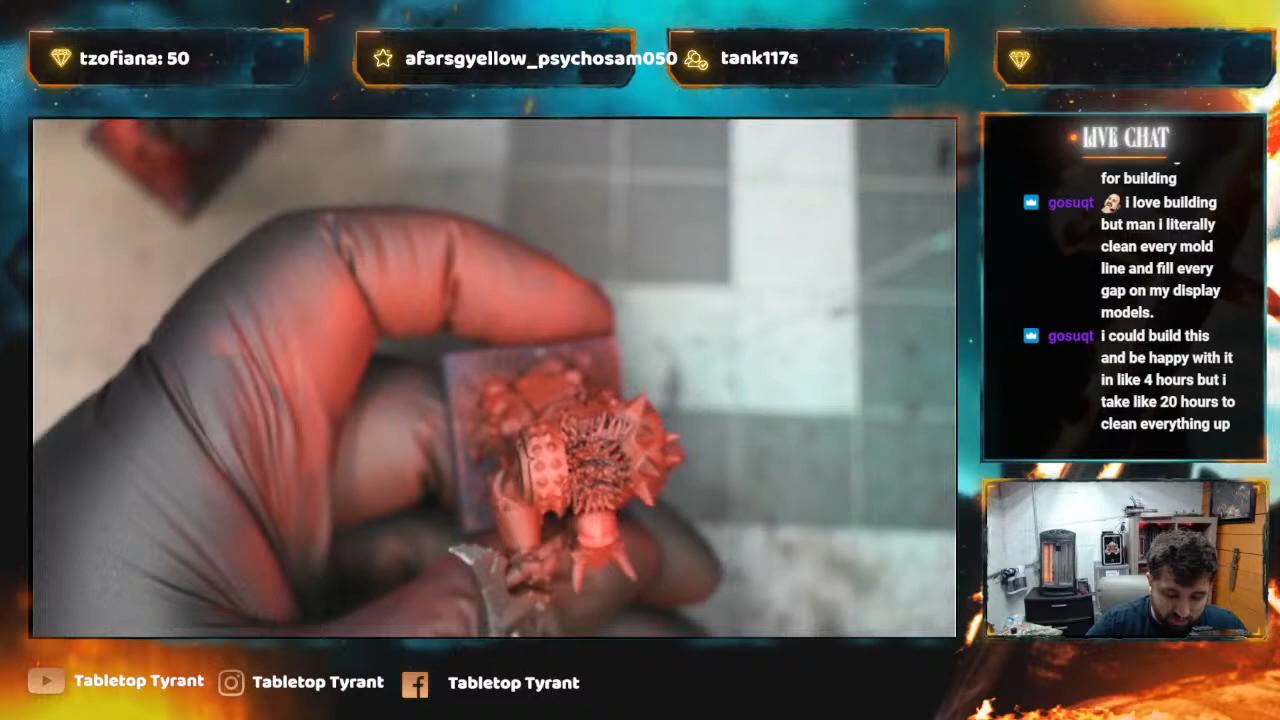 tzofiana: 50
afarsgyellow_psychosam050
tank117s
LIVE CHAT
for building
gosuqt i love building
but man i literally
clean every mold
line and fill every
gap on my display
models.
gosuqt i could build this
and be happy with it
in like 4 hours but i
take like 20 hours to
clean everything up
Tabletop Tyrant
Tabletop Tyrant
Tabletop Tyrant